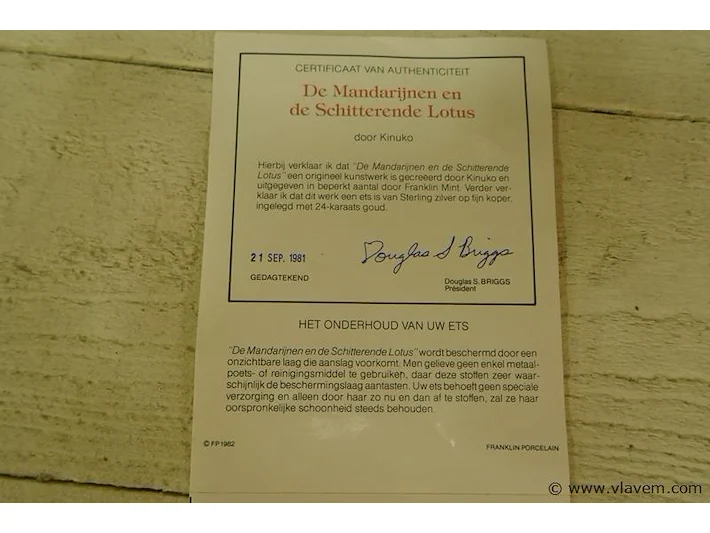 CERTIFICAAT VAN AUTHENTICITEIT
De Mandarijnen en
de Schitterende Lotus
door Kinuko
Hierbij verklaar ik dat "De Mandarijnen en de Schitterende
Lotus" een origineel kunstwerk is gecreëerd door Kinuko en
uitgegeven in beperkt aantal door Franklin Mint. Verder ver-
klaar ik dat dit werk een ets is van Sterling zilver op fijn koper,
ingelegd met 24-karaats goud.
21 SEP. 1981
Douglas S Briggs
GEDAGTEKEND
Douglas S. BRIGGS
Président
HET ONDERHOUD VAN UW ETS
"De Mandarijnen en de Schitterende Lotus" wordt beschermd door een
onzichtbare laag die aanslag voorkomt. Men gelieve geen enkel metaal-
poets- of reinigingsmiddel te gebruiken, daar deze stoffen zeer waar-
schijnlijk de beschermingslaag aantasten. Uw ets behoeft geen speciale
verzorging en alleen door haar zo nu en dan af te stoffen, zal ze haar
oorspronkelijke schoonheid steeds behouden.
© FP 1982
FRANKLIN PORCELAIN
© www.vlavem.com